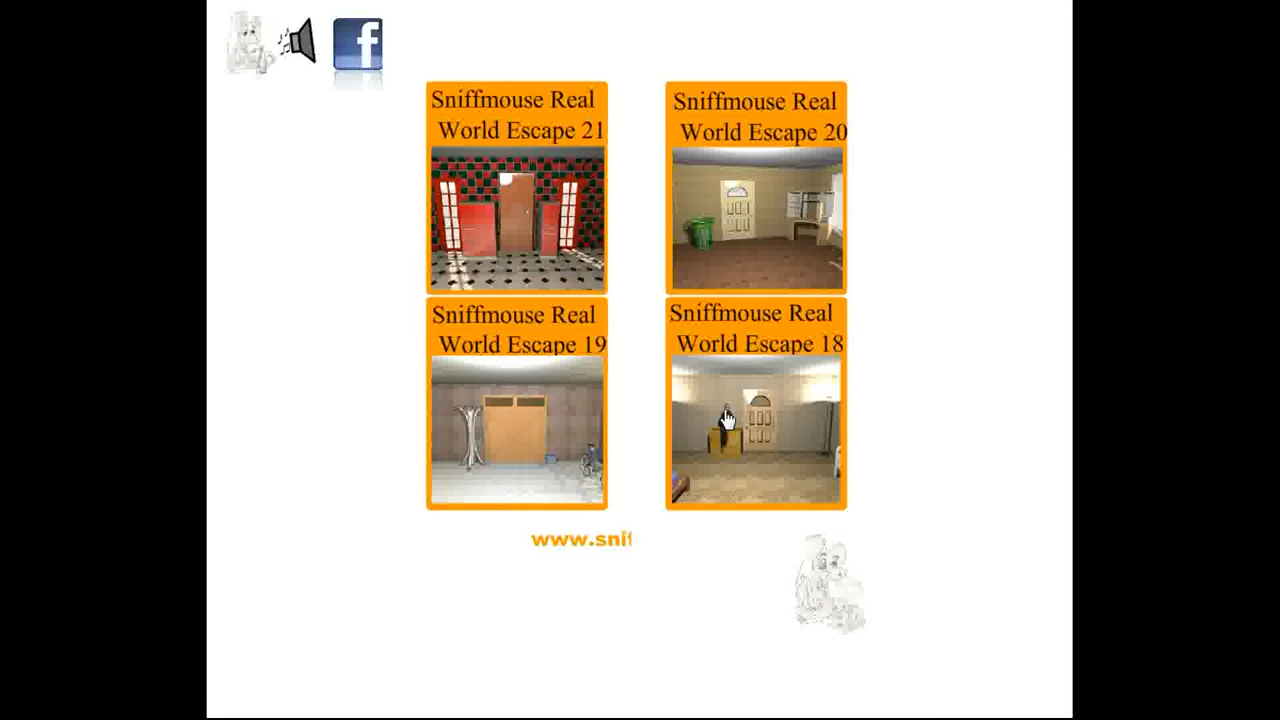 f
Sniffmouse Real
World Escape 21
Sniffmouse Real
World Escape 20
Sniffmouse Real
World Escape 19
Sniffmouse Real
World Escape 18
www.snif